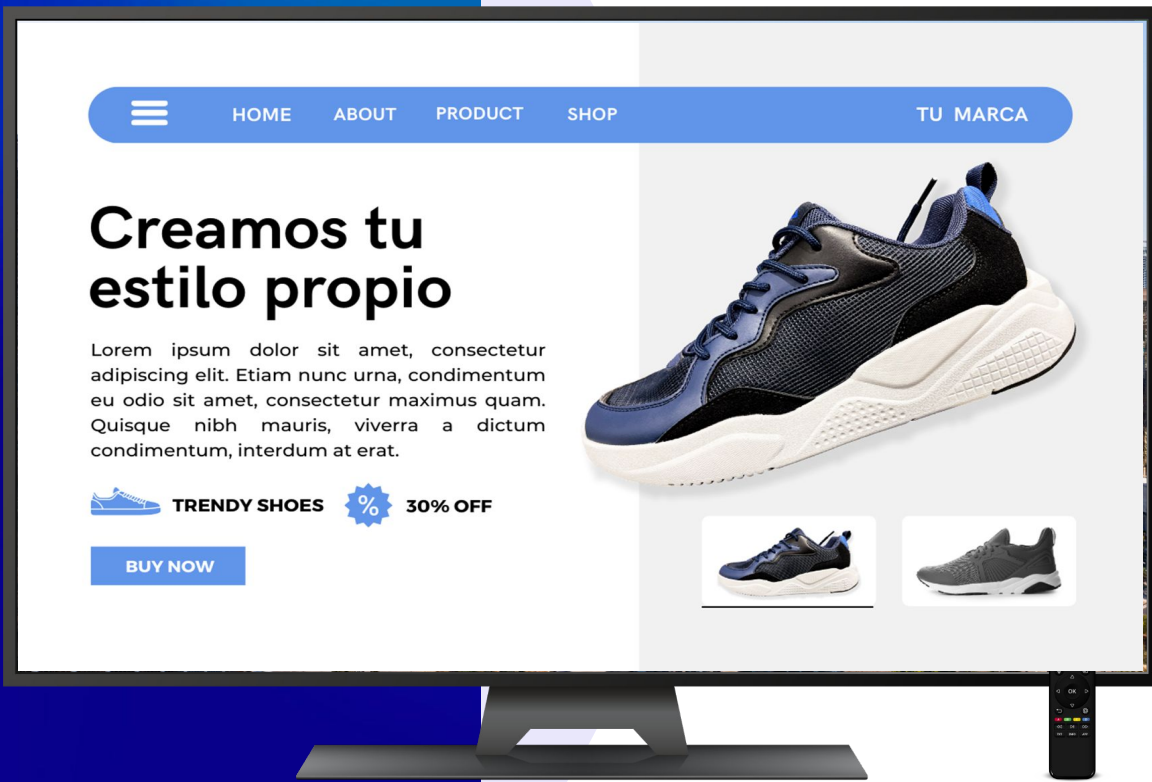 HOME ABOUT PRODUCT SHOP TU MARCA
Creamos tu
estilo propio
Lorem ipsum dolor sit amet, consectetur
adipiscing elit. Etiam nunc urna, condimentum
eu odio sit amet, consectetur maximus quam.
Quisque nibh mauris, viverra a dictum
condimentum, interdum at erat.
TRENDY SHOES % 30% OFF
BUY NOW
OK